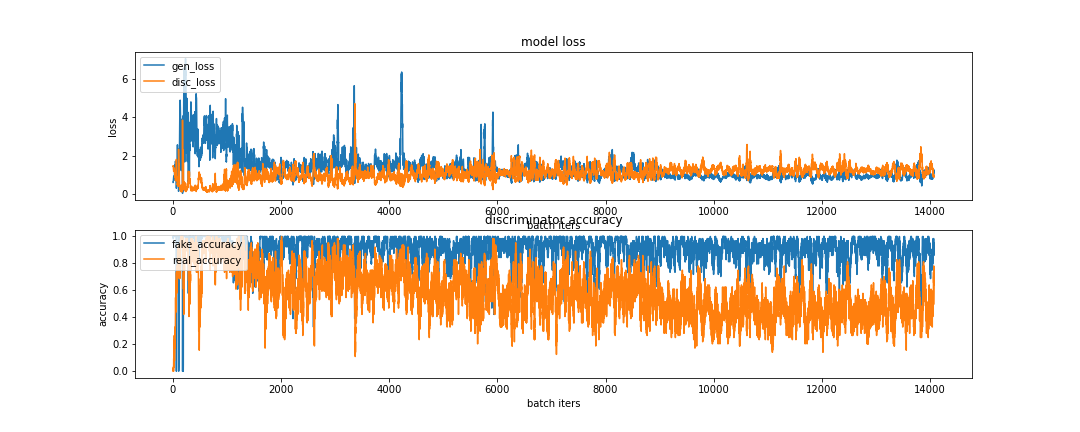 model loss
gen_loss
disc_loss
6
4
2
0
loss
0
2000
4000
6000
8000
10000
12000
14000
batch iters
discriminator accuracy
fake_accuracy
real_accuracy
1.0
0.8
0.6
0.4
0.2
0.0
accuracy
0
2000
4000
6000
8000
10000
12000
14000
batch iters